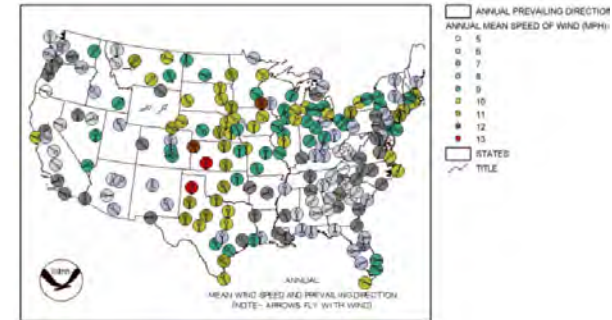 ANNUAL PREVAILING DIRECTION
ANNUAL MEAN SPEED OF WIND (MPH)
5
6
7
8
9
10
11
12
13
STATES
TITLE
ANNUAL
MEAN WIND SPEED AND PREVAILING DIRECTION
(NOTE- ARROWS FLY WITH WIND)